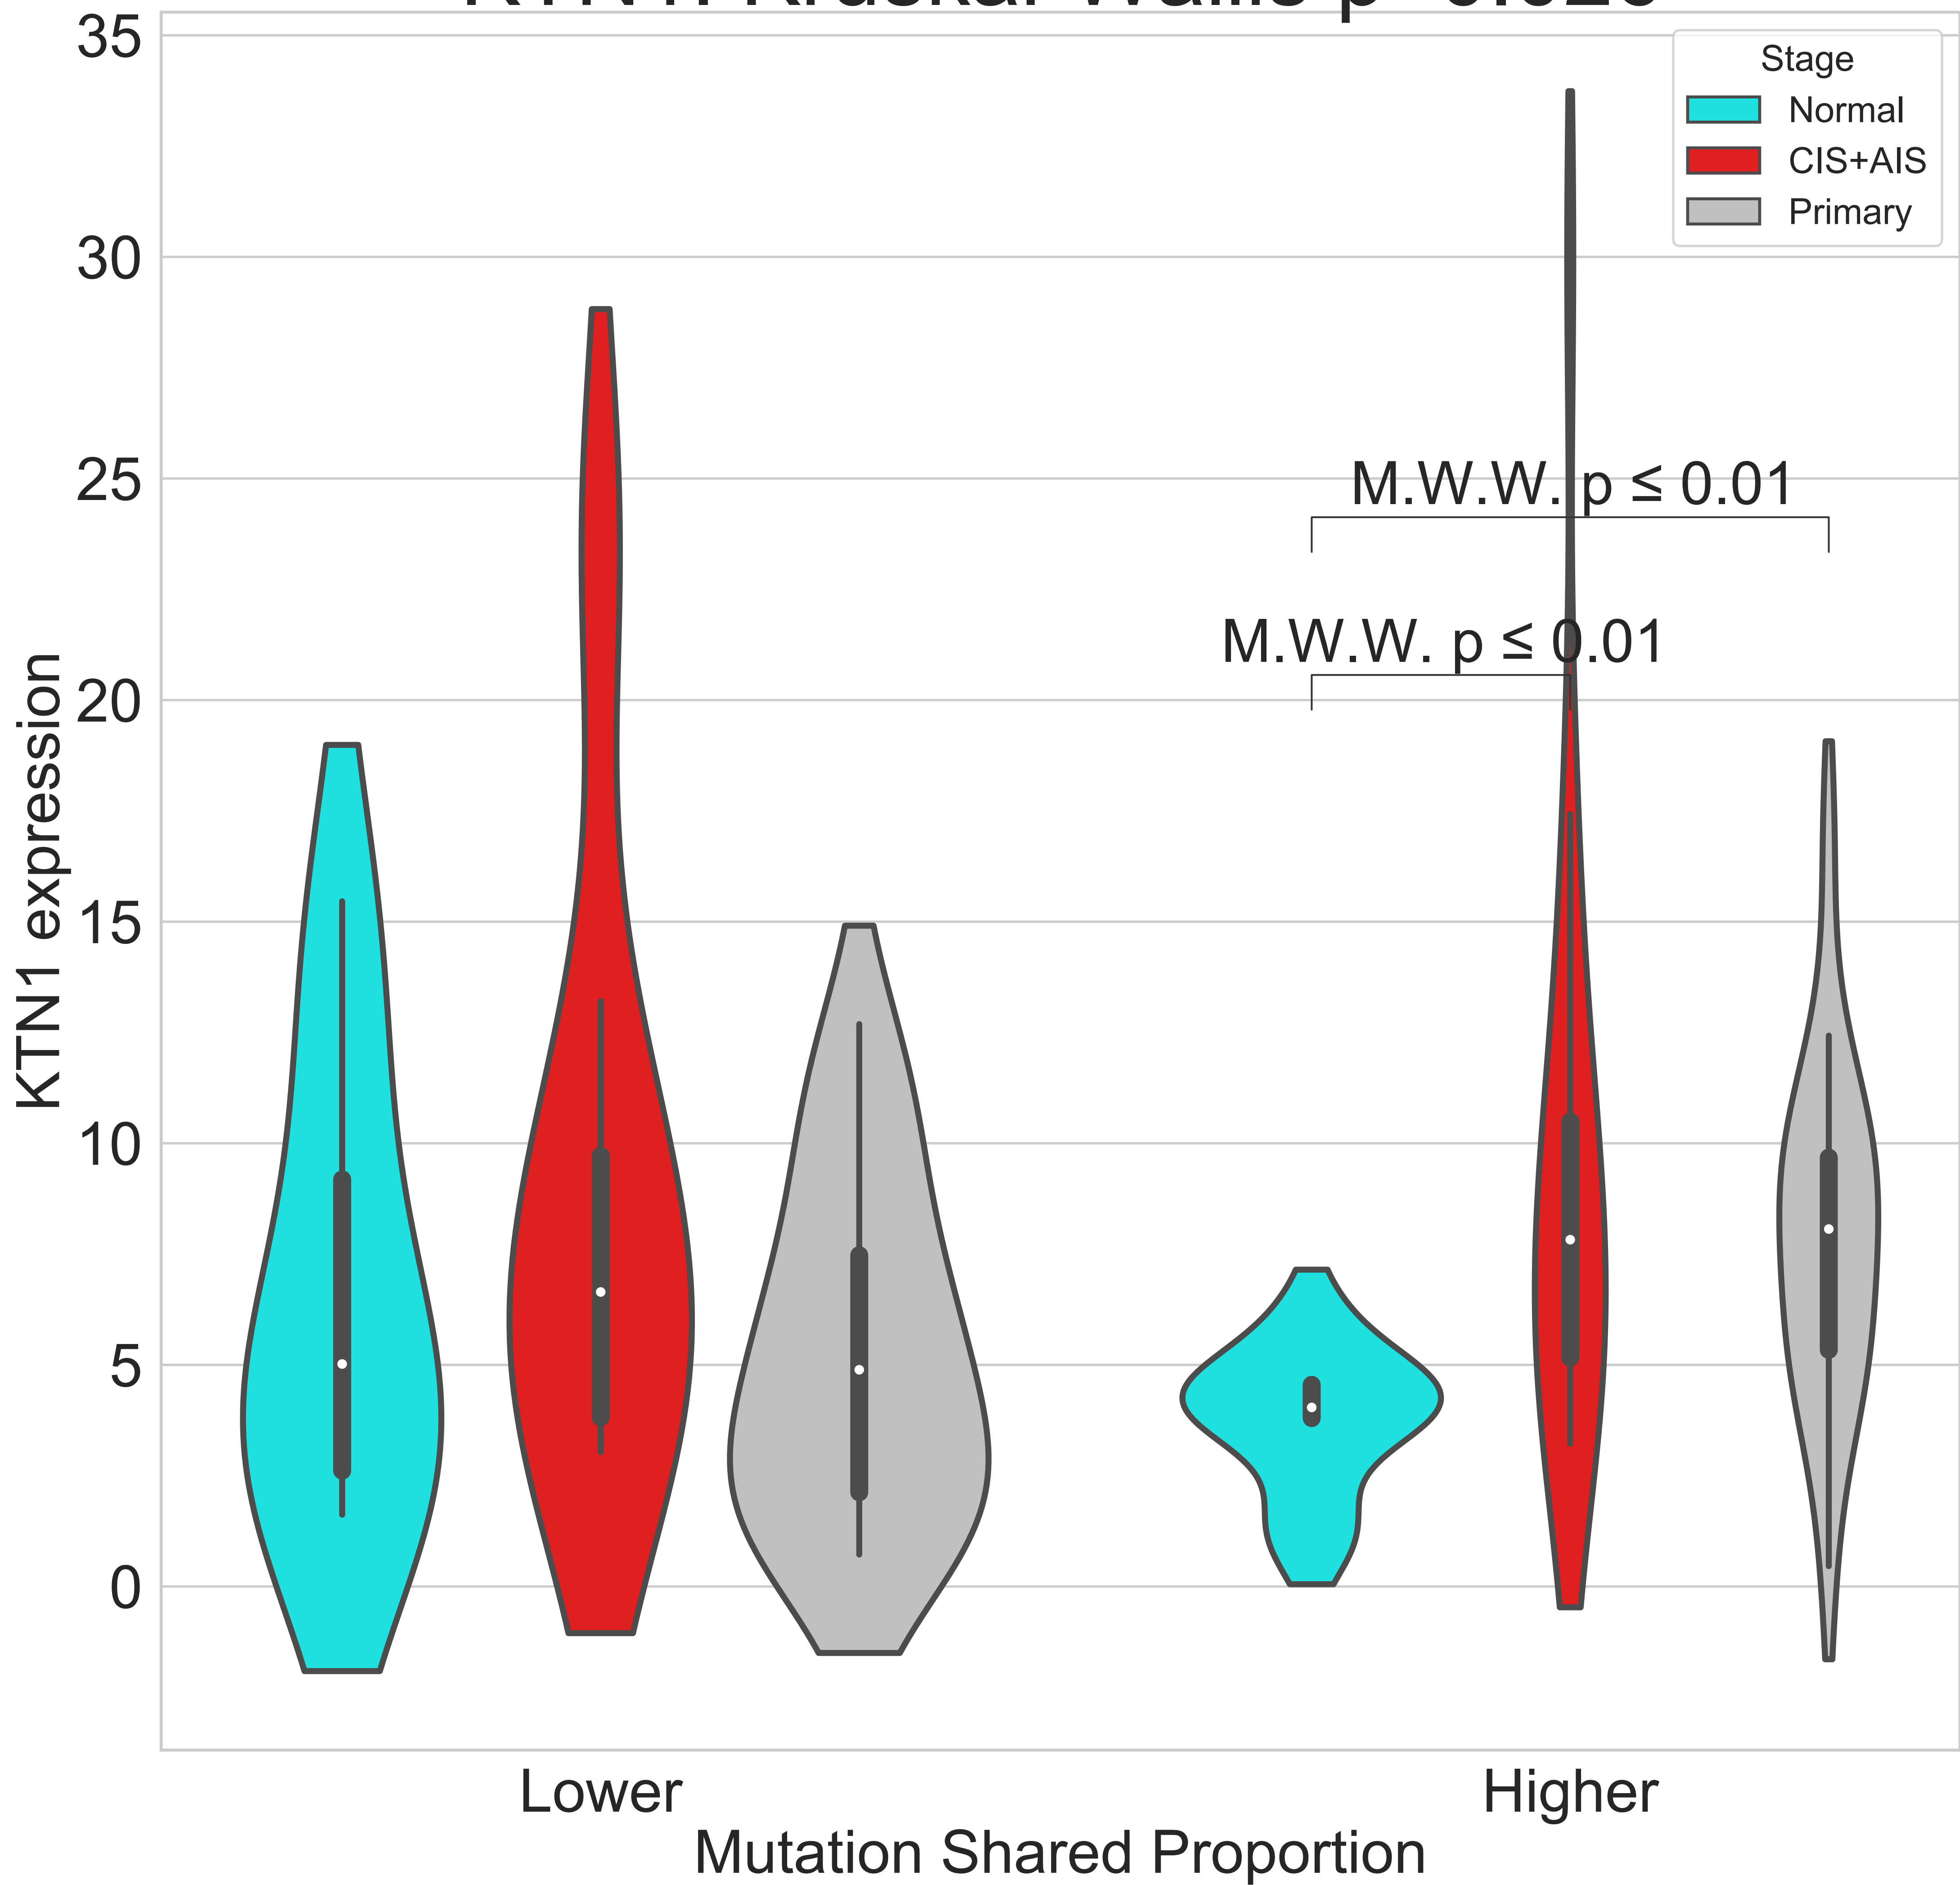 35
30
25
20
15
10
5
0
KTN1 expression
Stage
Normal
CIS+AIS
Primary
M.W.W. p ≤ 0.01
M.W.W. p ≤ 0.01
Lower
Higher
Mutation Shared Proportion